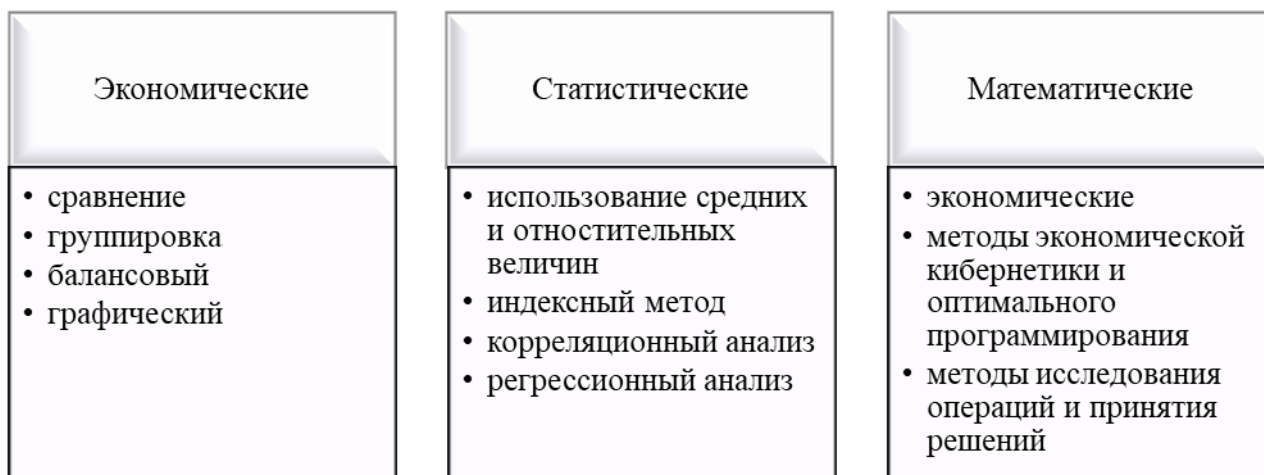 Экономические
• сравнение
• группировка
• балансовый
• графический
Статистические
• использование средних
и отностительных
величин
• индексный метод
• корреляционный анализ
• регрессионный анализ
Математические
• экономические
• методы экономической
кибернетики и
оптимального
программирования
• методы исследования
операций и принятия
решений